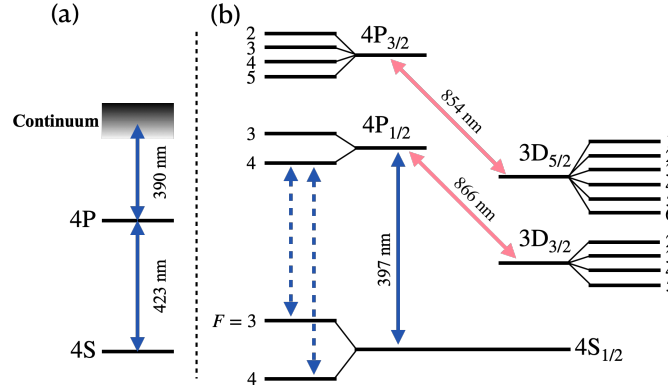 (a)
Continuum
390 nm
4P
423 nm
4S
(b)
2
3
4
5
4P3/2
854 nm
3
4
4P1/2
3D5/2
866 nm
3D3/2
397 nm
F = 3
4
4S1/2